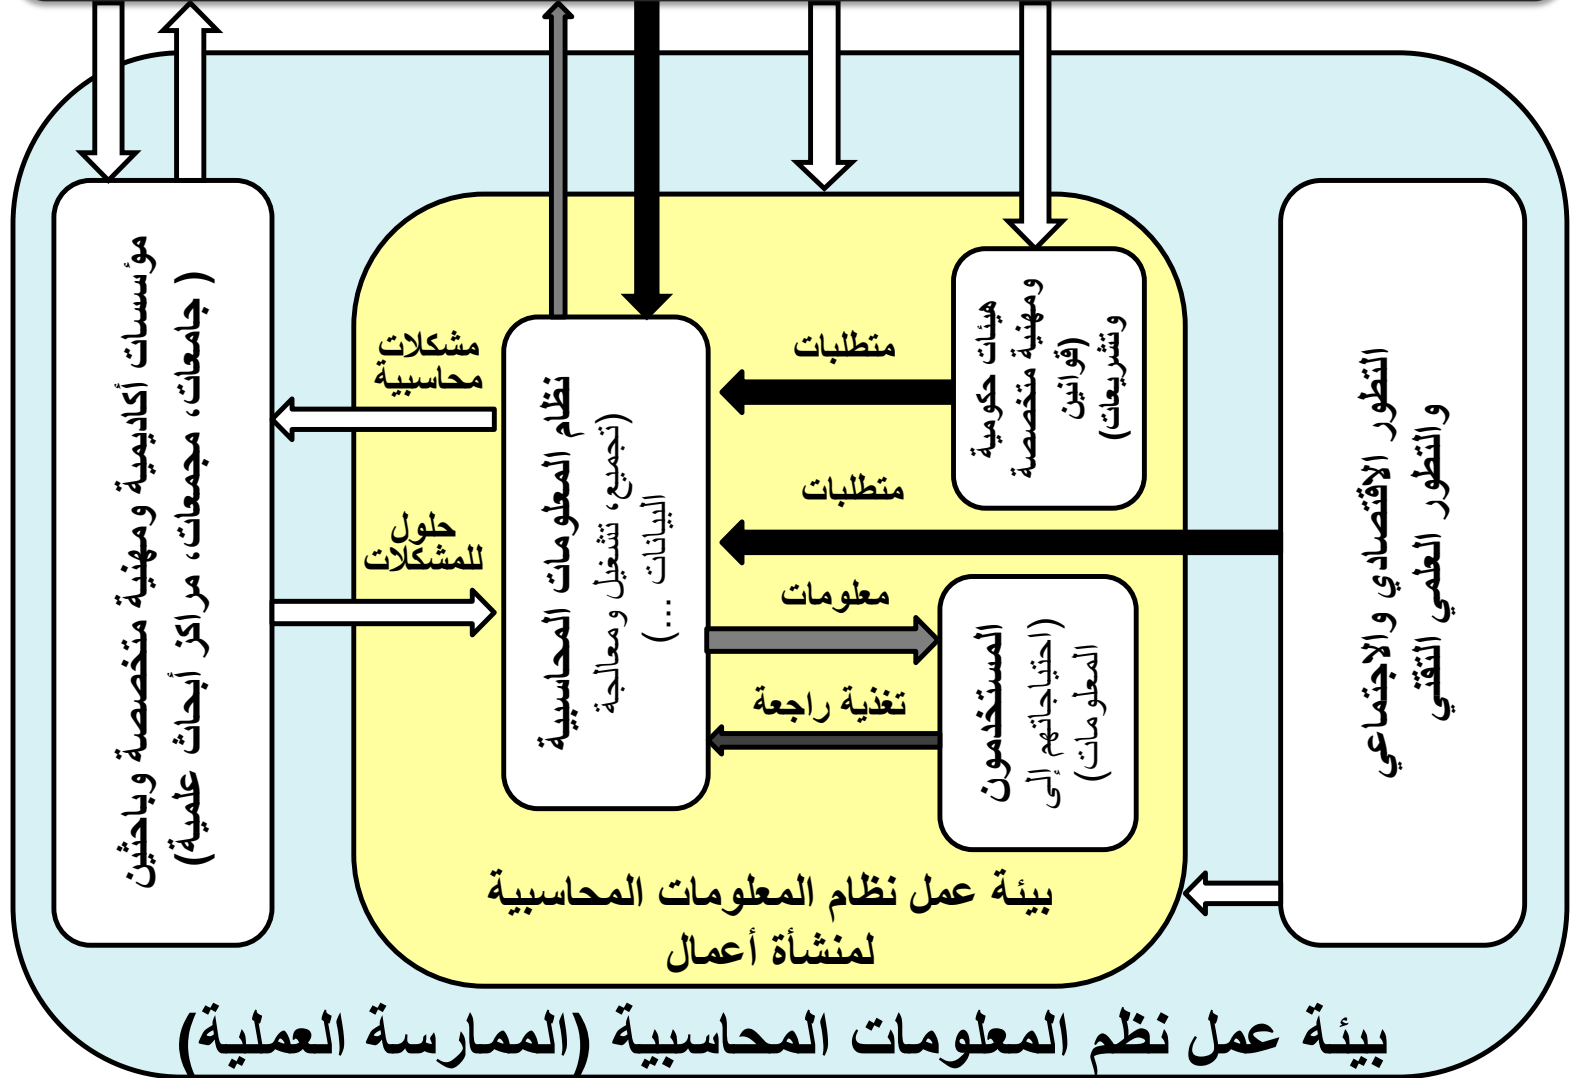 التطور الاقتصادي والاجتماعي
والتطور العلمي التقني
هيئات حكومية
ومهنية متخصصة
(قوانين
وتشريعات)
متطلبات
متطلبات
المستخدمون
(احتياجاتهم إلى
المعلومات)
معلومات
تغذية راجعة
نظام المعلومات المحاسبية
(تجميع، تشغيل ومعالجة
البيانات ...)
مشكلات
محاسبية
حلول
للمشكلات
مؤسسات أكاديمية ومهنية متخصصة وباحثين
( جامعات، مجمعات، مراكز أبحاث علمية)
بيئة عمل نظام المعلومات المحاسبية
لمنشأة أعمال
بيئة عمل نظم المعلومات المحاسبية (الممارسة العملية)